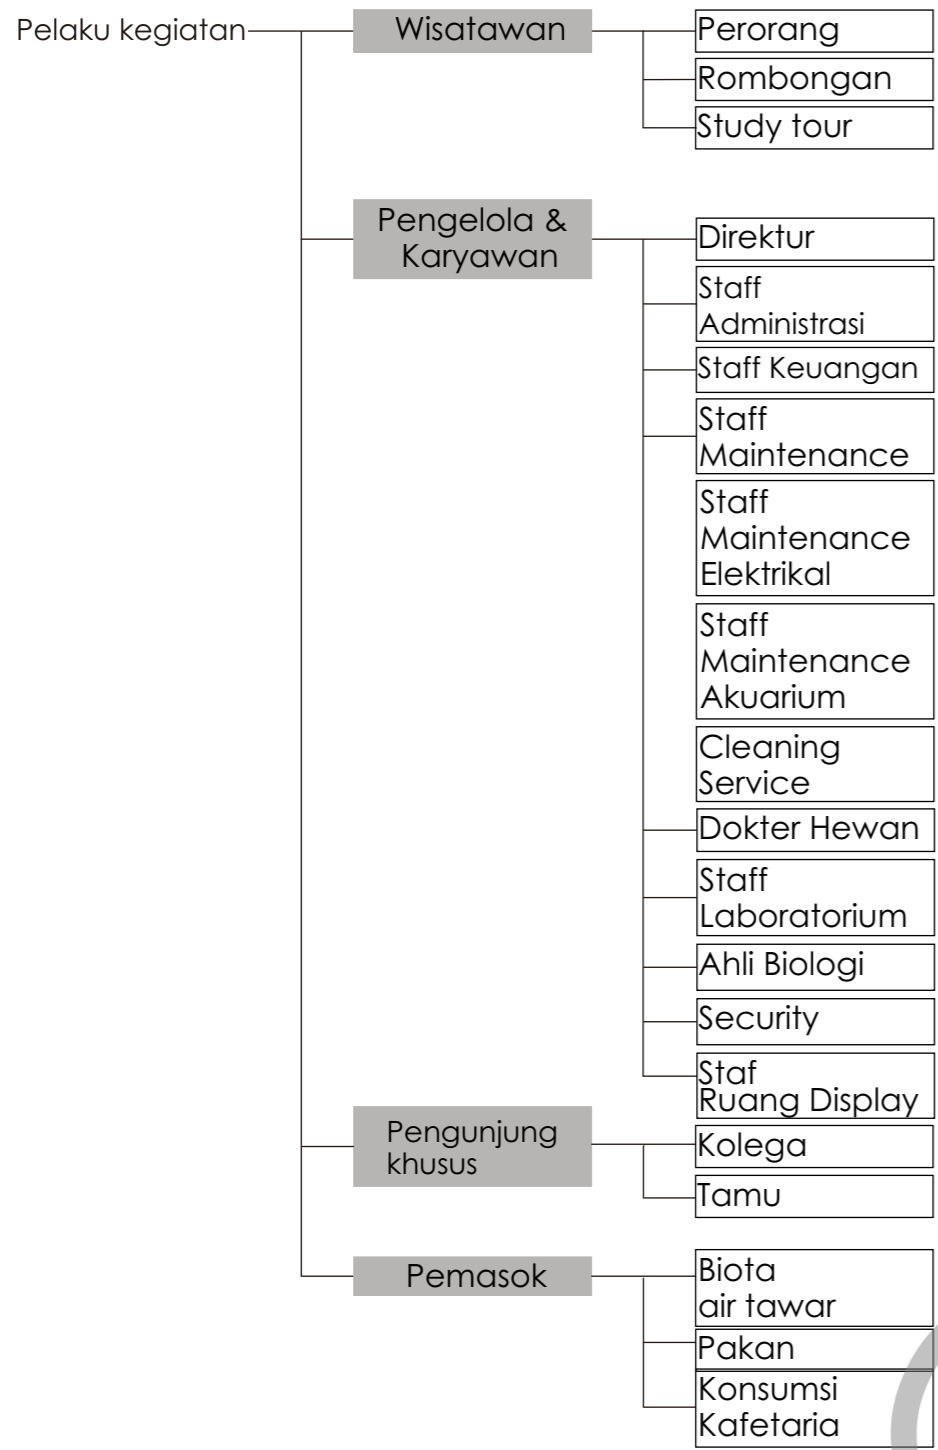 Pelaku kegiatan
Wisatawan
Perorang
Rombongan
Study tour
Pengelola &
Karyawan
Direktur
Staff
Administrasi
Staff Keuangan
Staff
Maintenance
Staff
Maintenance
Elektrikal
Staff
Maintenance
Akuarium
Cleaning
Service
Dokter Hewan
Staff
Laboratorium
Ahli Biologi
Security
Staf
Ruang Display
Pengunjung
khusus
Kolega
Tamu
Pemasok
Biota
air tawar
Pakan
Konsumsi
Kafetaria